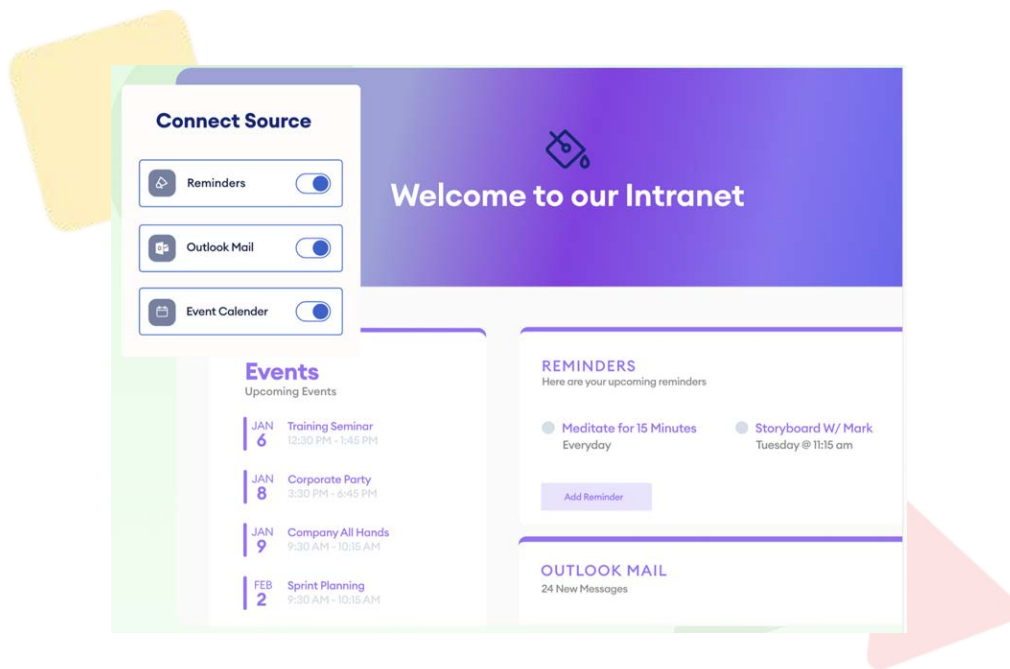 Connect Source
Reminders
Outlook Mail
Event Calender
Welcome to our Intranet
Events
Upcoming Events
JAN 6
Training Seminar
12:30 PM - 1:45 PM
JAN 8
Corporate Party
3:30 PM - 6:45 PM
JAN 9
Company All Hands
9:30 AM - 10:15 AM
FEB 2
Sprint Planning
9:30 AM - 10:15 AM
REMINDERS
Here are your upcoming reminders
Meditate for 15 Minutes
Everyday
Storyboard W/ Mark
Tuesday @ 11:15 am
Add Reminder
OUTLOOK MAIL
24 New Messages